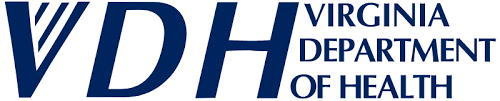 VDH
VIRGINIA
DEPARTMENT
OF HEALTH